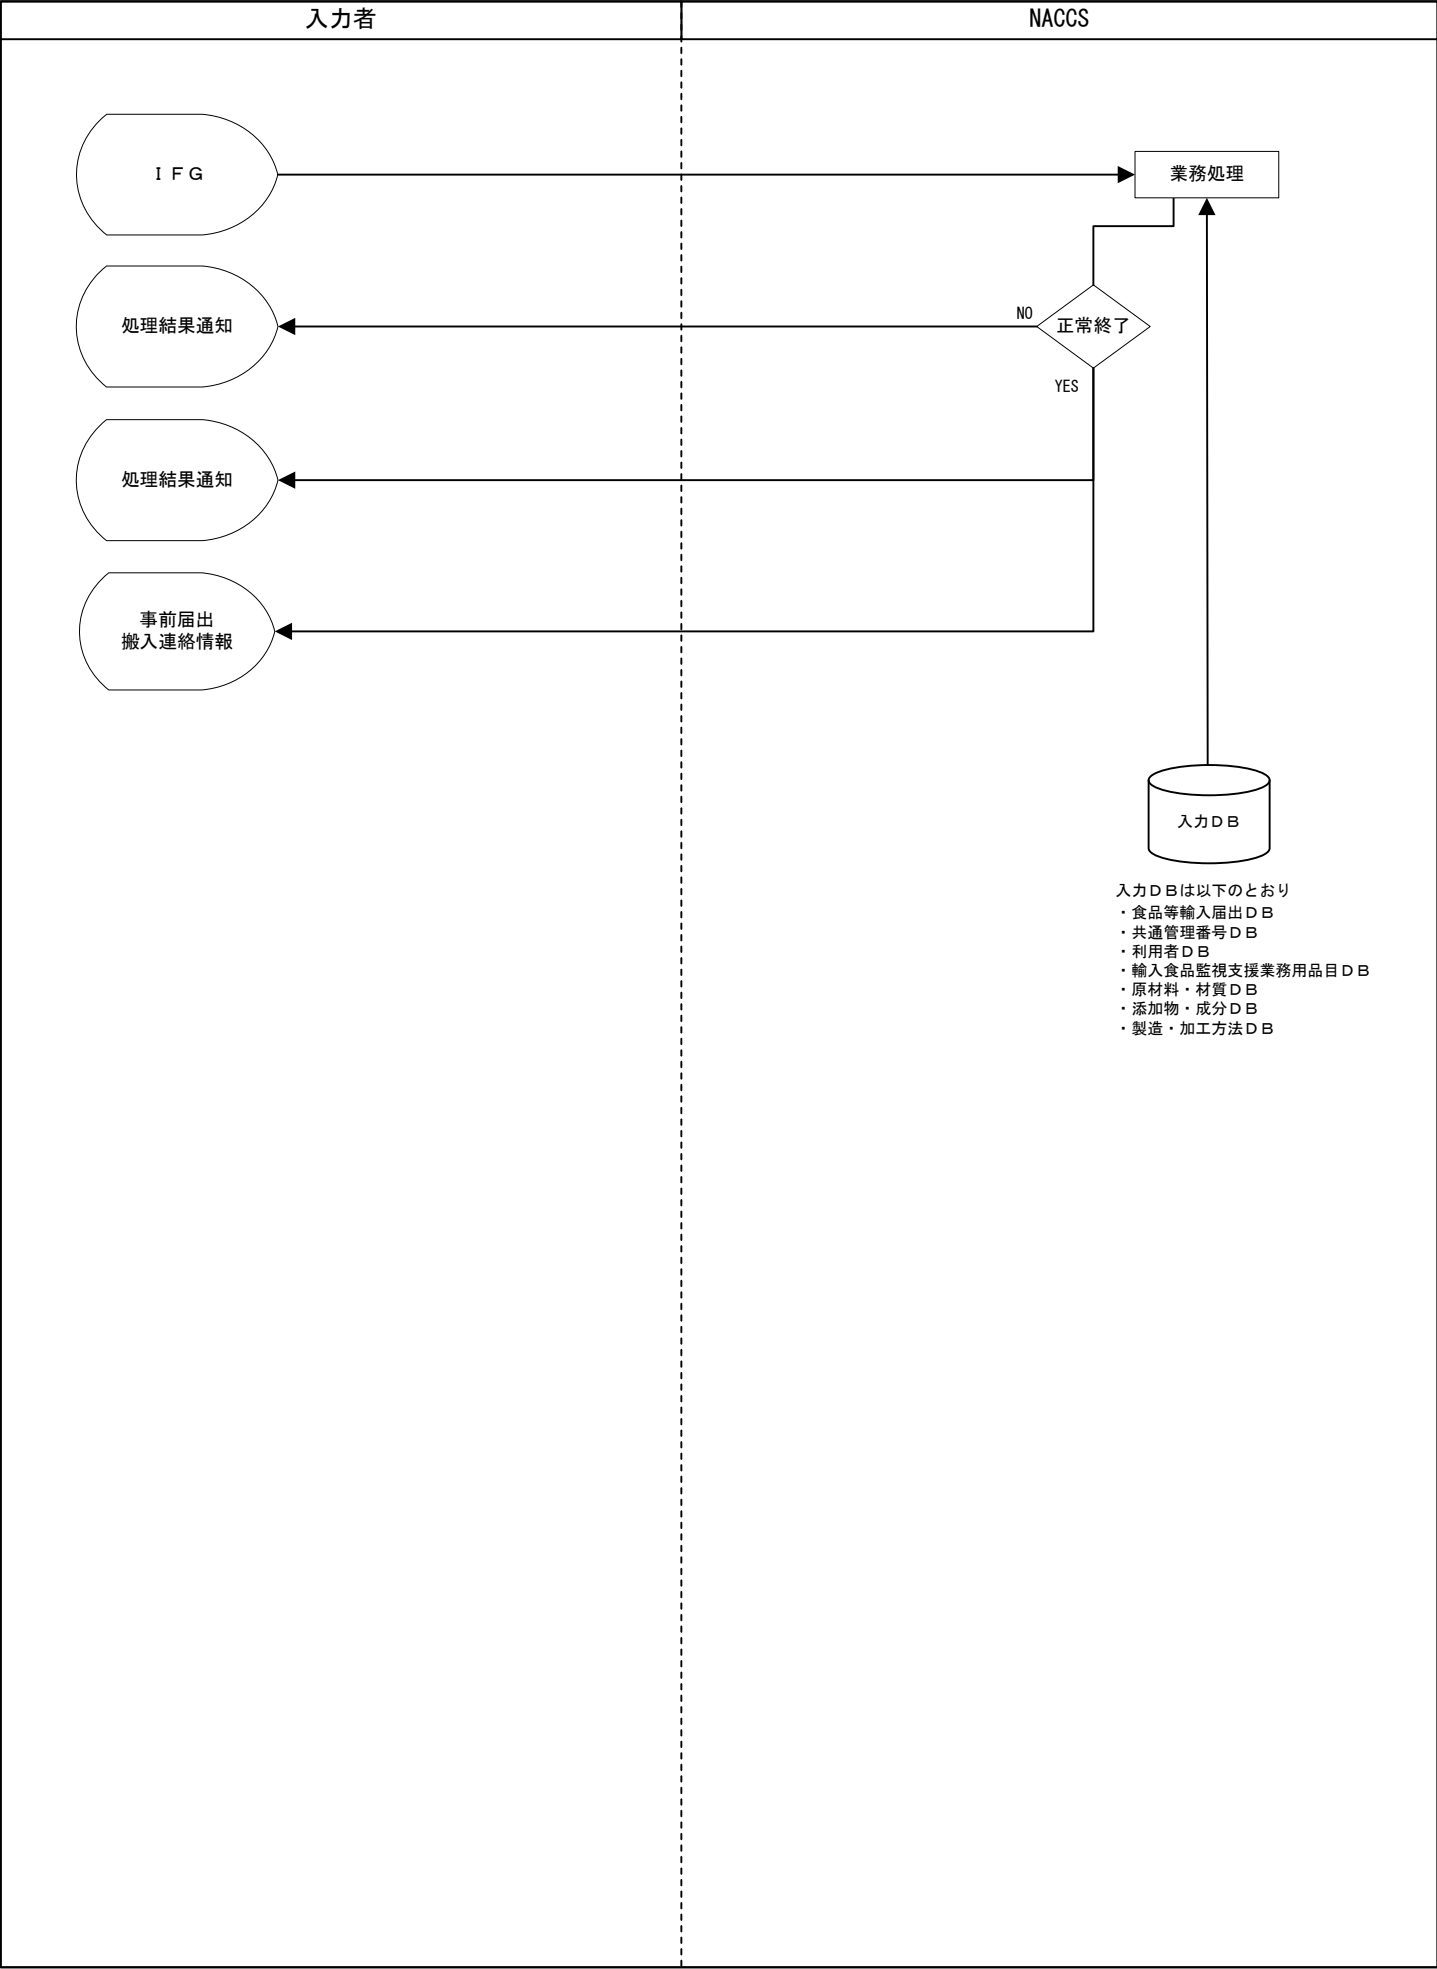 入力者
NACCS
ＩＦＧ
業務処理
処理結果通知
NO
正常終了
YES
処理結果通知
事前届出
搬入連絡情報
入力ＤＢ
入力ＤＢは以下のとおり
・食品等輸入届出ＤＢ
・共通管理番号ＤＢ
・利用者ＤＢ
・輸入食品監視支援業務用品目ＤＢ
・原材料・材質ＤＢ
・添加物・成分ＤＢ
・製造・加工方法ＤＢ